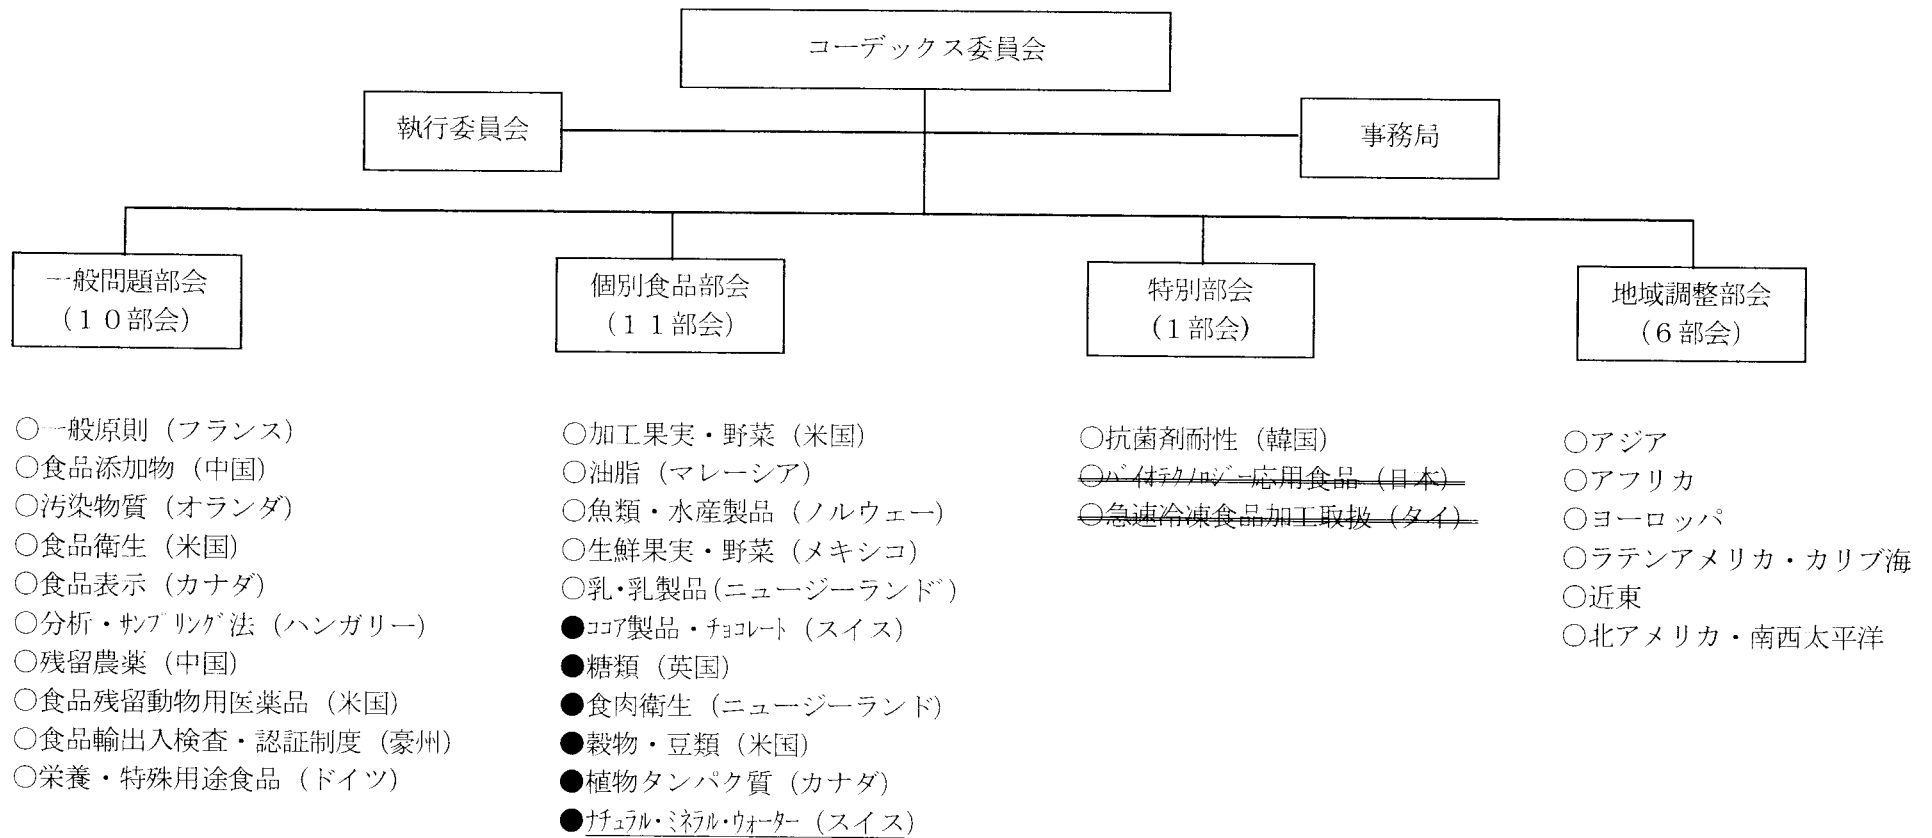 コーデックス委員会
執行委員会
事務局
一般問題部会
(10部会)
個別食品部会
(11部会)
特別部会
(1部会)
地域調整部会
(6部会)
○一般原則（フランス）
○食品添加物（中国）
○汚染物質（オランダ）
○食品衛生（米国）
○食品表示（カナダ）
○分析・ｻﾝﾌﾟﾘﾝｸﾞ法（ハンガリー）
○残留農薬（中国）
○食品残留動物用医薬品（米国）
○食品輸出入検査・認証制度（豪州）
○栄養・特殊用途食品（ドイツ）
○加工果実・野菜（米国）
○油脂（マレーシア）
○魚類・水産製品（ノルウェー）
○生鮮果実・野菜（メキシコ）
○乳・乳製品（ニュージーランド）
●ｺｺｱ製品・ﾁｮｺﾚｰﾄ（スイス）
●糖類（英国）
●食肉衛生（ニュージーランド）
●穀物・豆類（米国）
●植物タンパク質（カナダ）
●ﾅﾁｭﾗﾙ・ﾐﾈﾗﾙ・ｳｫｰﾀｰ（スイス）
○抗菌剤耐性（韓国）
○ﾊﾞｲｵﾃｸﾉﾛｼﾞｰ応用食品（日本）
○急速冷凍食品加工取扱（タイ）
○アジア
○アフリカ
○ヨーロッパ
○ラテンアメリカ・カリブ海
○近東
○北アメリカ・南西太平洋